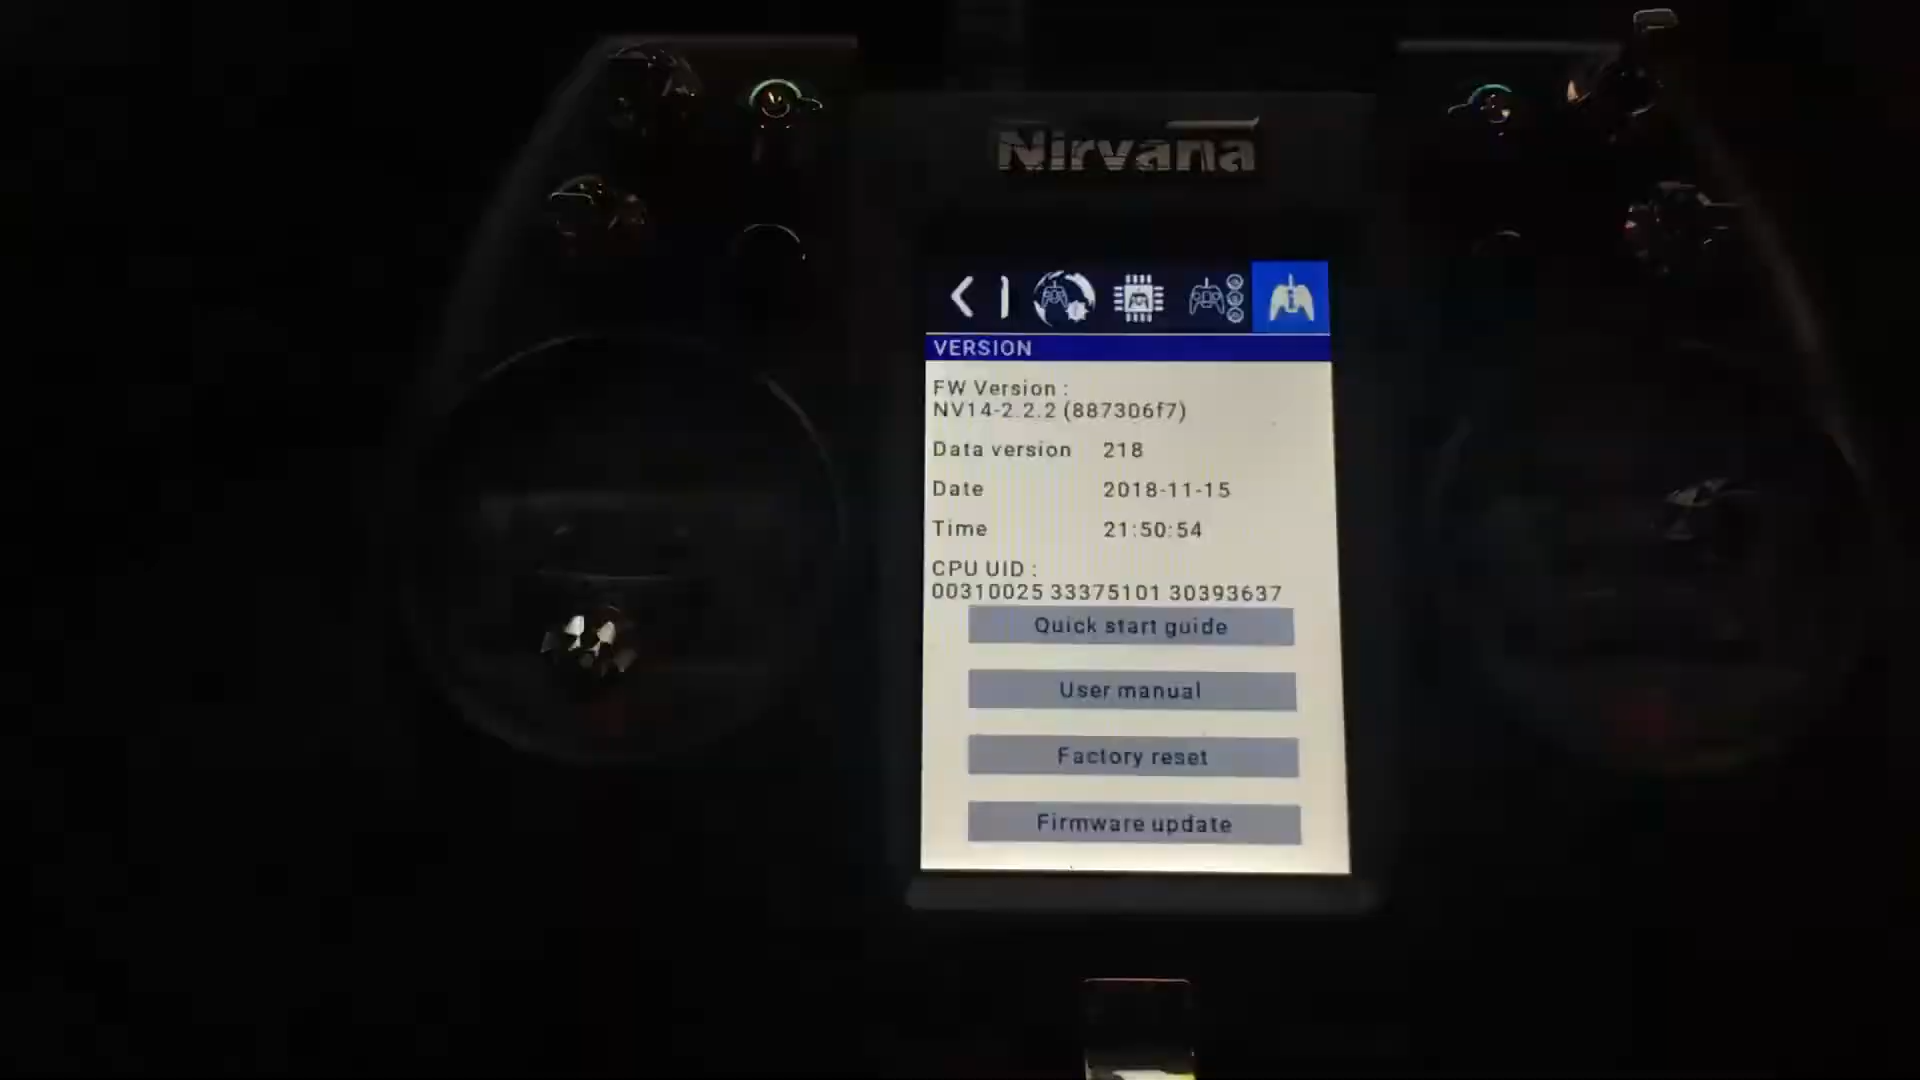 Nirvana
VERSION
FW Version :
NV14-2.2.2 (887306f7)
Data version 218
Date 2018-11-15
Time 21:50:54
CPU UID :
00310025 33375101 30393637
Quick start guide
User manual
Factory reset
Firmware update